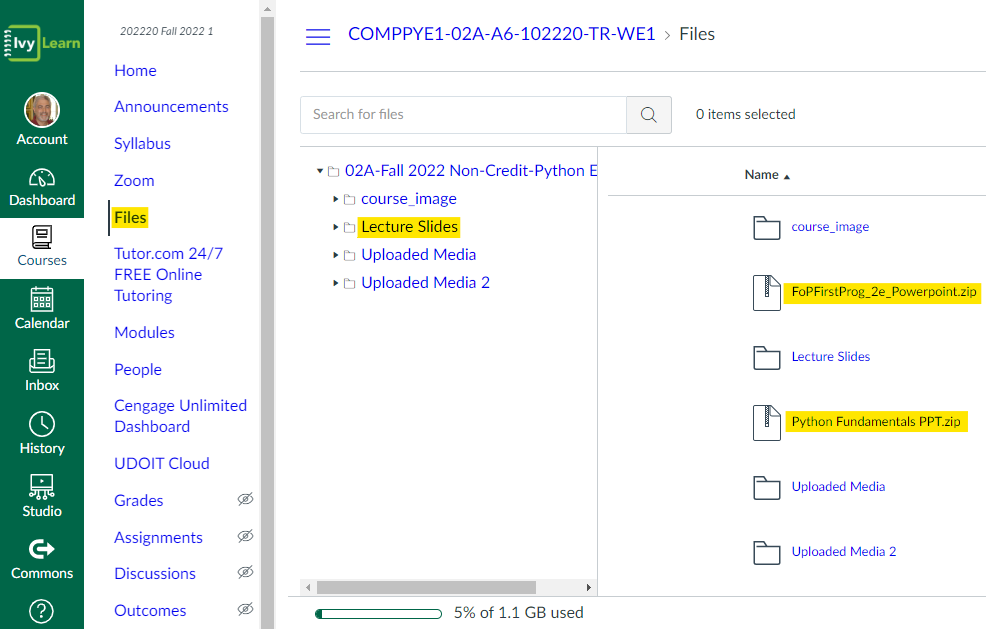 Ivy Learn
Account
Dashboard
Courses
Calendar
Inbox
History
Studio
Commons
?
202220 Fall 2022 1
Home
Announcements
Syllabus
Zoom
Files
Tutor.com 24/7
FREE Online
Tutoring
Modules
People
Cengage Unlimited
Dashboard
UDOIT Cloud
Grades
Assignments
Discussions
Outcomes
COMPPYE1-02A-A6-102220-TR-WE1 > Files
Search for files
0 items selected
02A-Fall 2022 Non-Credit-Python E
course_image
Lecture Slides
Uploaded Media
Uploaded Media 2
Name
course_image
FoPFirstProg_2e_Powerpoint.zip
Lecture Slides
Python Fundamentals PPT.zip
Uploaded Media
Uploaded Media 2
5% of 1.1 GB used